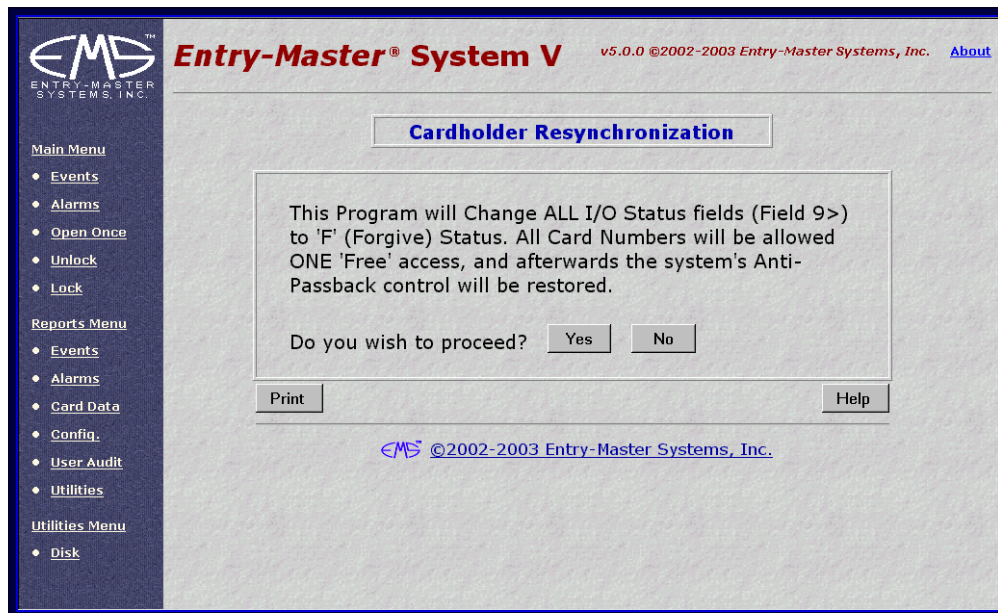 EMS™
ENTRY-MASTER
SYSTEMS, INC.
Entry-Master® System V
v5.0.0 ©2002-2003 Entry-Master Systems, Inc.
About
Main Menu
Events
Alarms
Open Once
Unlock
Lock
Reports Menu
Events
Alarms
Card Data
Config.
User Audit
Utilities
Utilities Menu
Disk
Cardholder Resynchronization
This Program will Change ALL I/O Status fields (Field 9>)
to 'F' (Forgive) Status. All Card Numbers will be allowed
ONE 'Free' access, and afterwards the system's Anti-
Passback control will be restored.
Do you wish to proceed? Yes No
Print Help
EMS ©2002-2003 Entry-Master Systems, Inc.